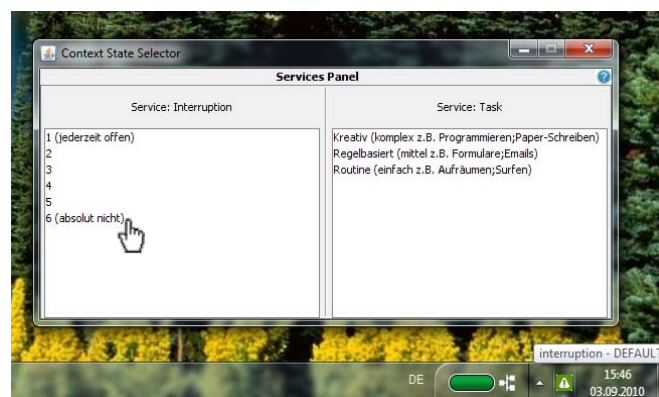 Context State Selector
Services Panel
Service: Interruption
Service: Task
1 (jederzeit offen)
2
3
4
5
6 (absolut nicht)
Kreativ (komplex z.B. Programmieren;Paper-Schreiben)
Regelbasiert (mittel z.B. Formulare;Emails)
Routine (einfach z.B. Aufräumen;Surfen)
interruption - DEFAULT
DE
15:46
03.09.2010